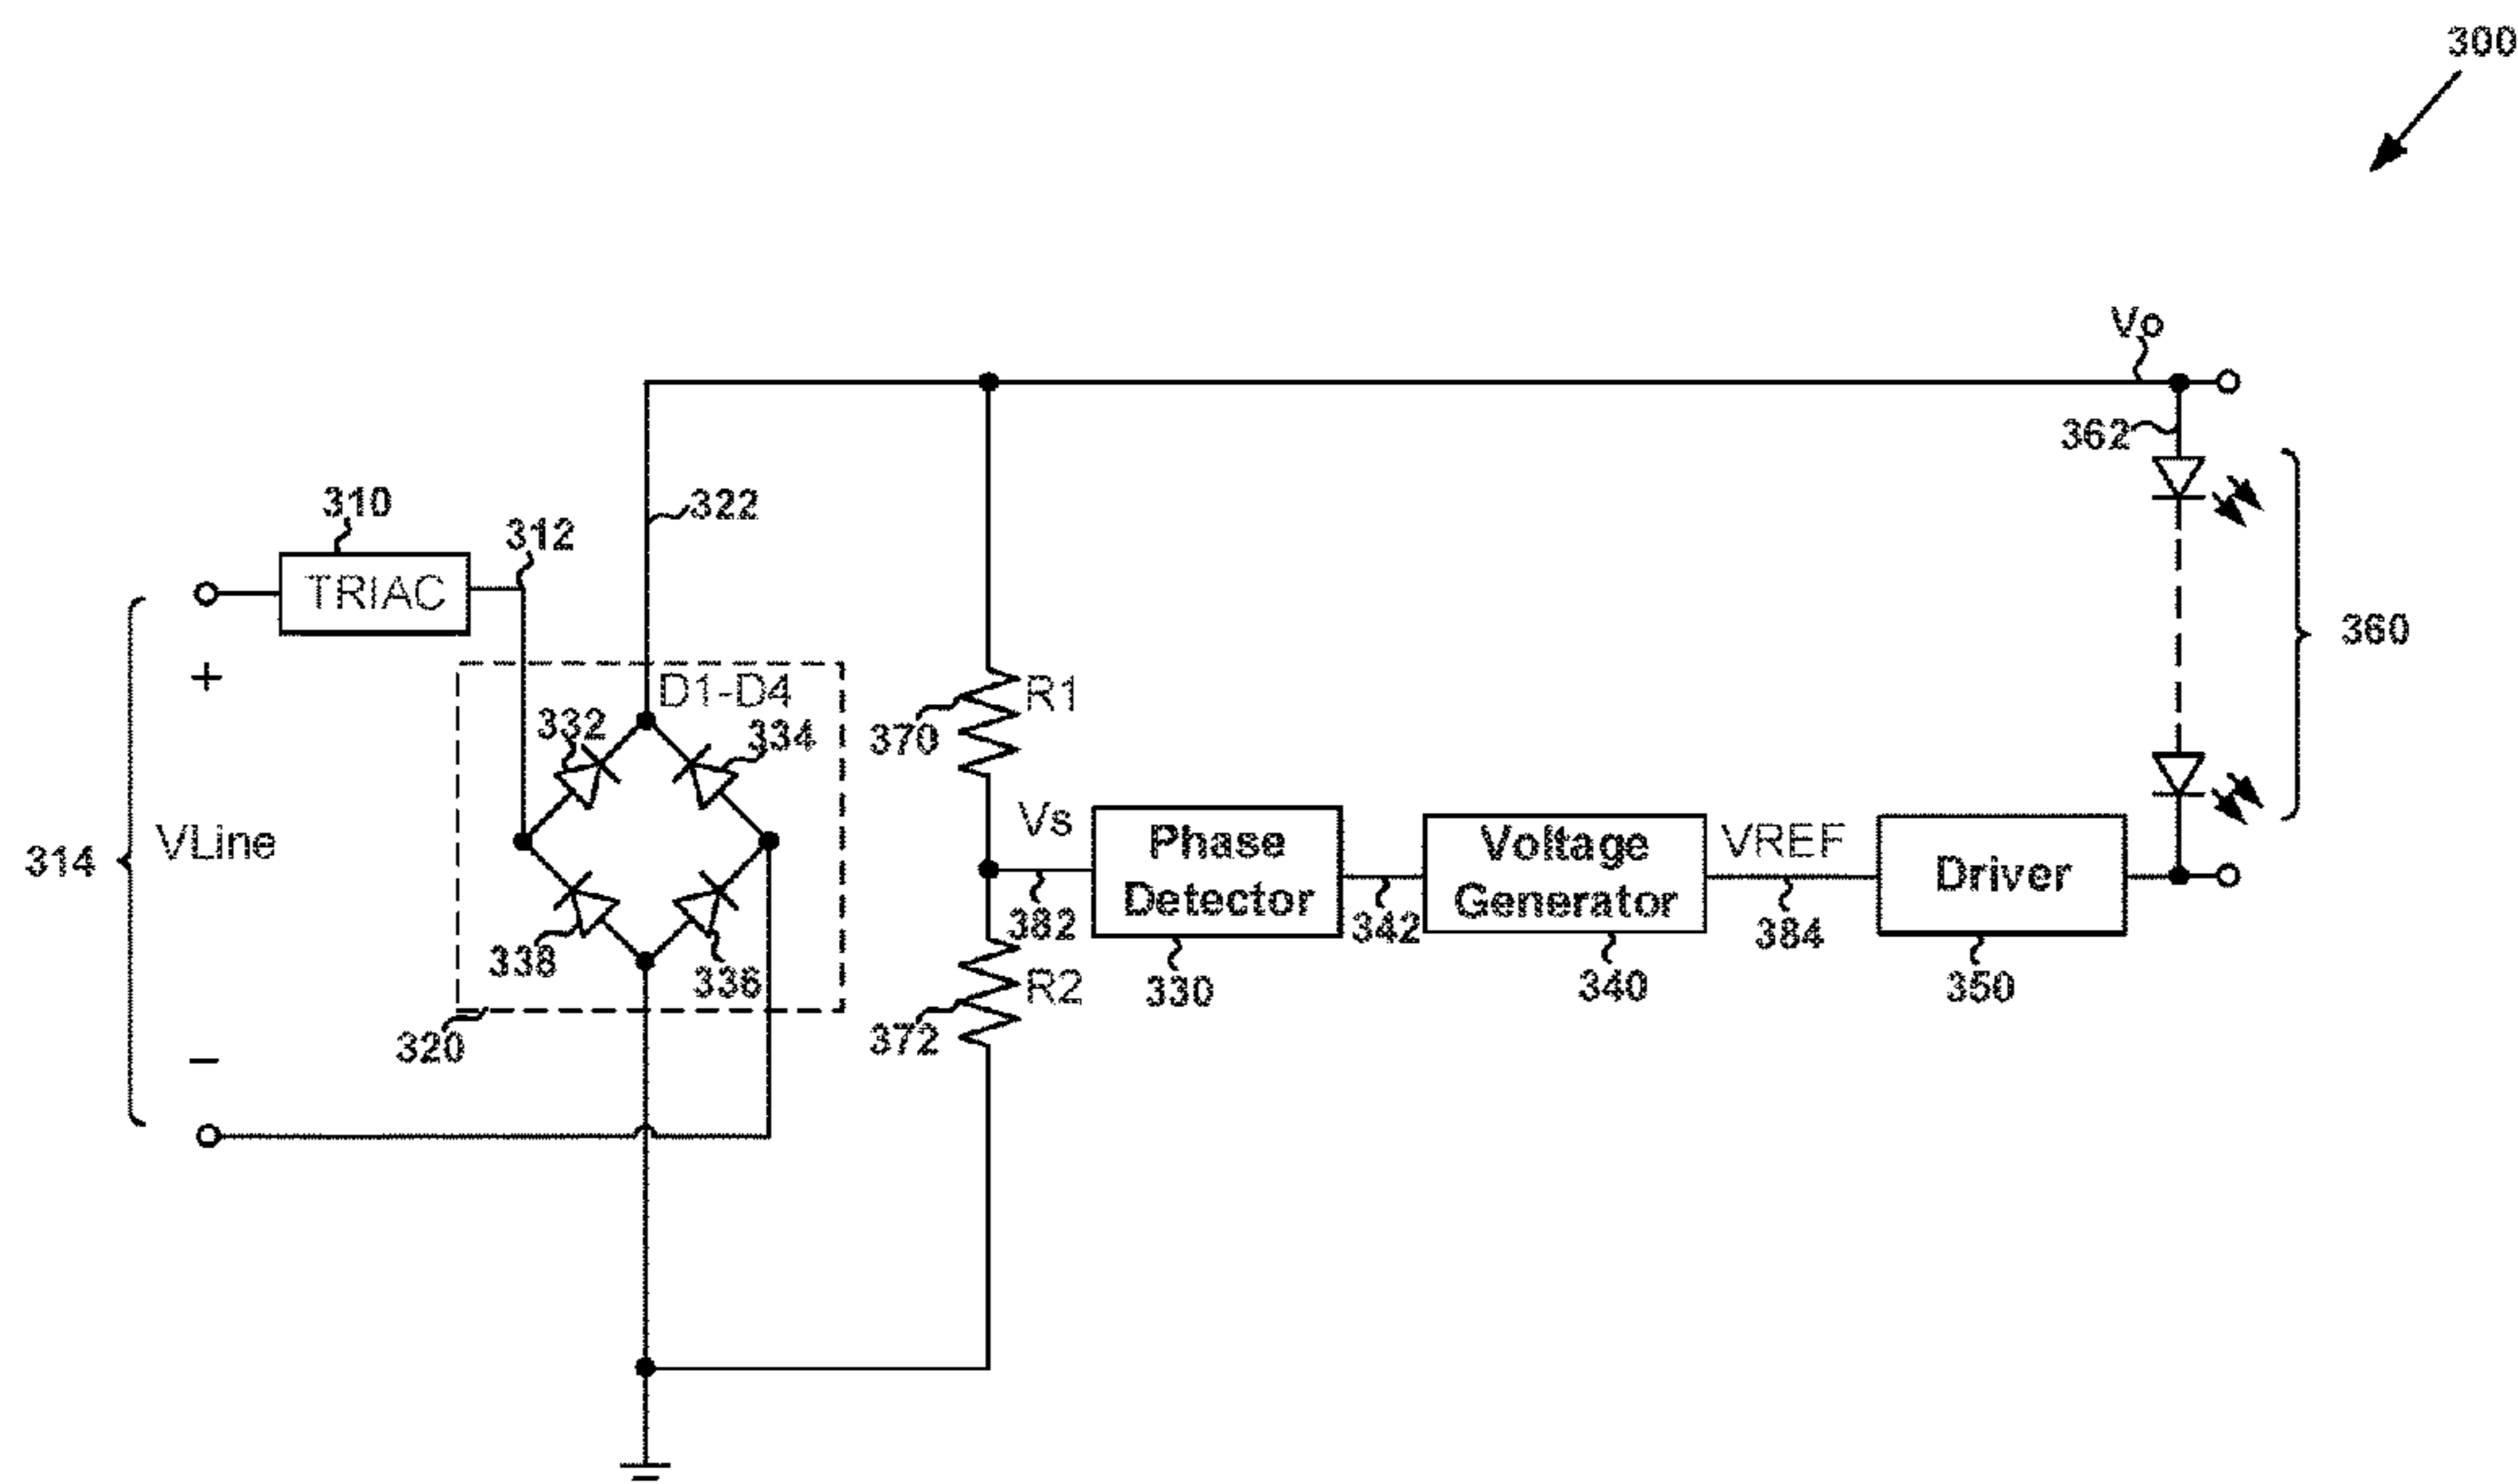 300
Vo
362
322
310
312
TRIAC
360
+
D1-D4
332
334
R1
370
314
VLine
Vs
Phase
Detector
Voltage
Generator
VREF
Driver
382
342
384
338
336
330
340
350
R2
372
320
–